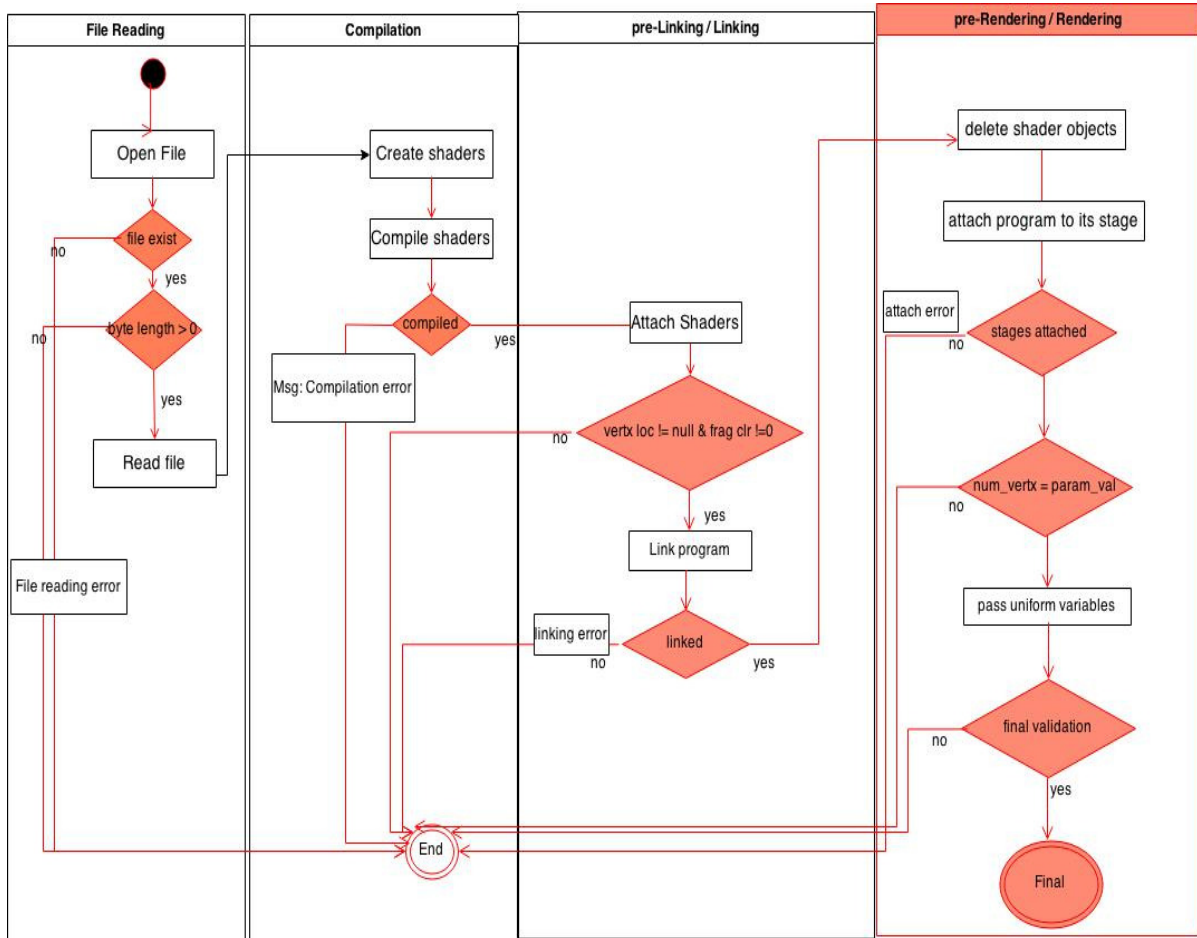 File Reading
Open File
file exist
no
yes
byte length > 0
no
yes
Read file
File reading error
Compilation
Create shaders
Compile shaders
compiled
yes
Msg: Compilation error
End
pre-Linking / Linking
Attach Shaders
vertx loc != null & frag clr !=0
no
yes
Link program
linking error
linked
no
yes
pre-Rendering / Rendering
delete shader objects
attach program to its stage
attach error
stages attached
no
num_vertx = param_val
no
pass uniform variables
final validation
no
yes
Final